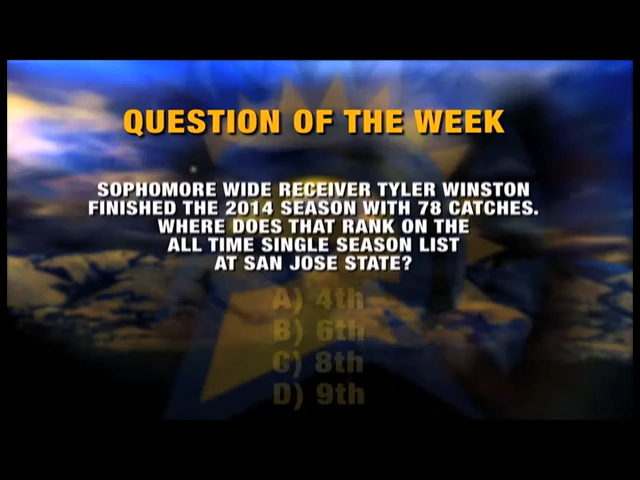 QUESTION OF THE WEEK
SOPHOMORE WIDE RECEIVER TYLER WINSTON
FINISHED THE 2014 SEASON WITH 78 CATCHES.
WHERE DOES THAT RANK ON THE
ALL TIME SINGLE SEASON LIST
AT SAN JOSE STATE?
A) 4th
B) 6th
C) 8th
D) 9th